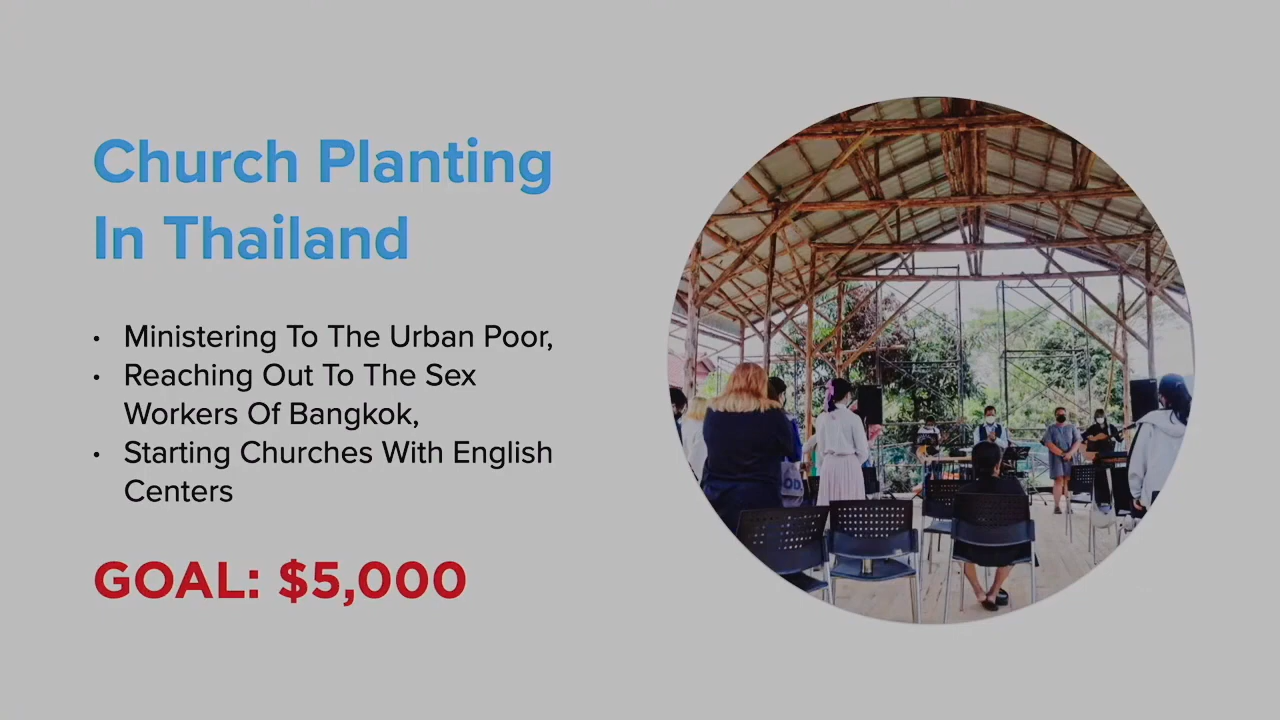 Church Planting
In Thailand
• Ministering To The Urban Poor,
• Reaching Out To The Sex
Workers Of Bangkok,
• Starting Churches With English
Centers
GOAL: $5,000
OD